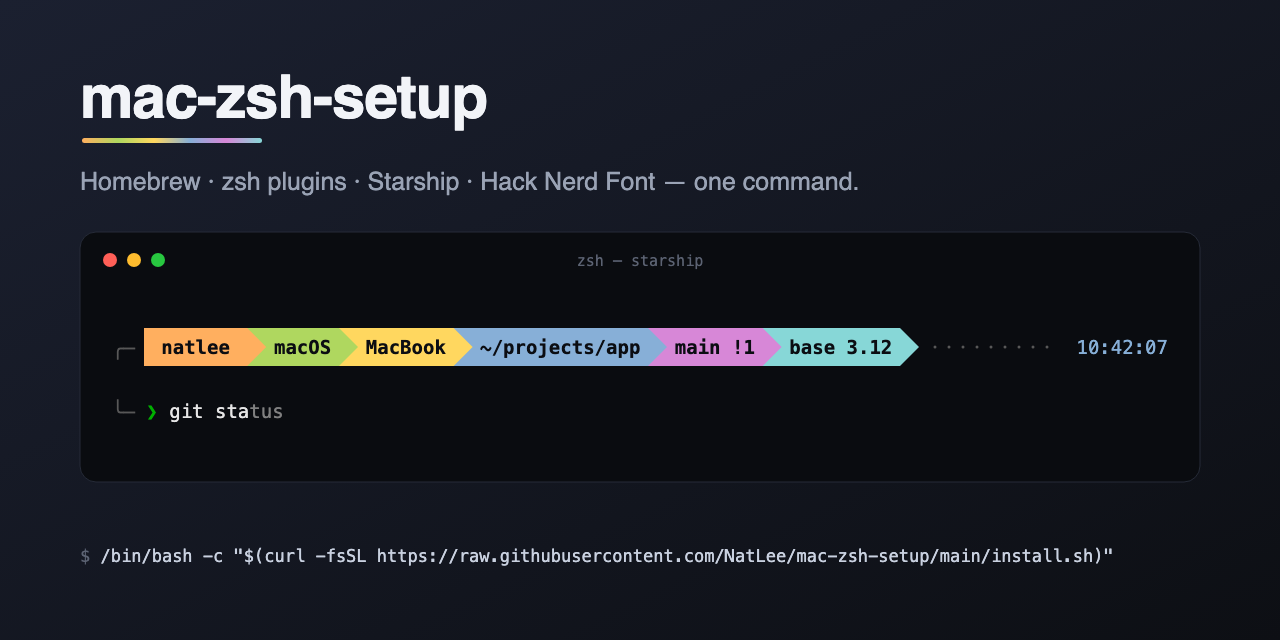 mac-zsh-setup
Homebrew · zsh plugins · Starship · Hack Nerd Font — one command.
zsh — starship
natlee macOS MacBook ~/projects/app main !1 base 3.12 · · · · · · · · · 10:42:07
❯ git status
$ /bin/bash -c "$(curl -fsSL https://raw.githubusercontent.com/NatLee/mac-zsh-setup/main/install.sh)"